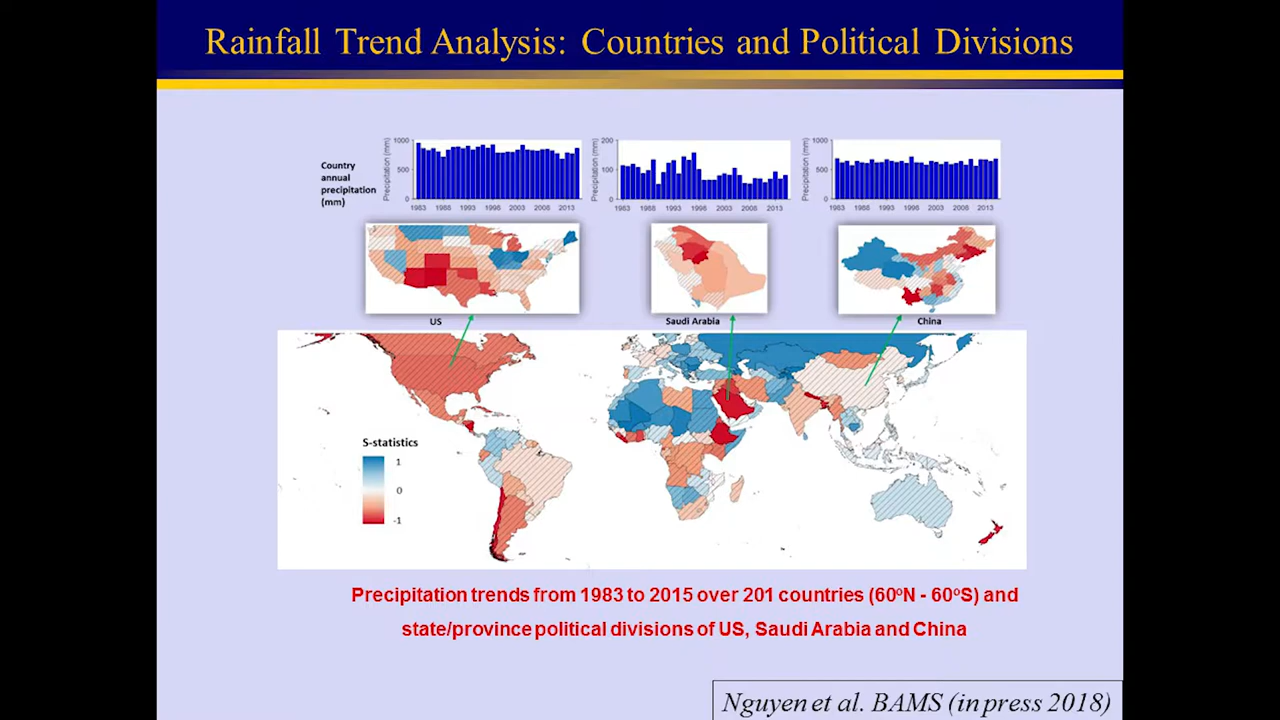 Rainfall Trend Analysis: Countries and Political Divisions
Country
annual
precipitation
(mm)
Precipitation (mm)
1000
500
0
1983 1988 1993 1998 2003 2008 2013
Precipitation (mm)
200
100
0
1983 1988 1993 1998 2003 2008 2013
Precipitation (mm)
1000
500
0
1983 1988 1993 1998 2003 2008 2013
US
Saudi Arabia
China
S-statistics
1
0
-1
Precipitation trends from 1983 to 2015 over 201 countries (60ºN - 60ºS) and
state/province political divisions of US, Saudi Arabia and China
Nguyen et al. BAMS (in press 2018)